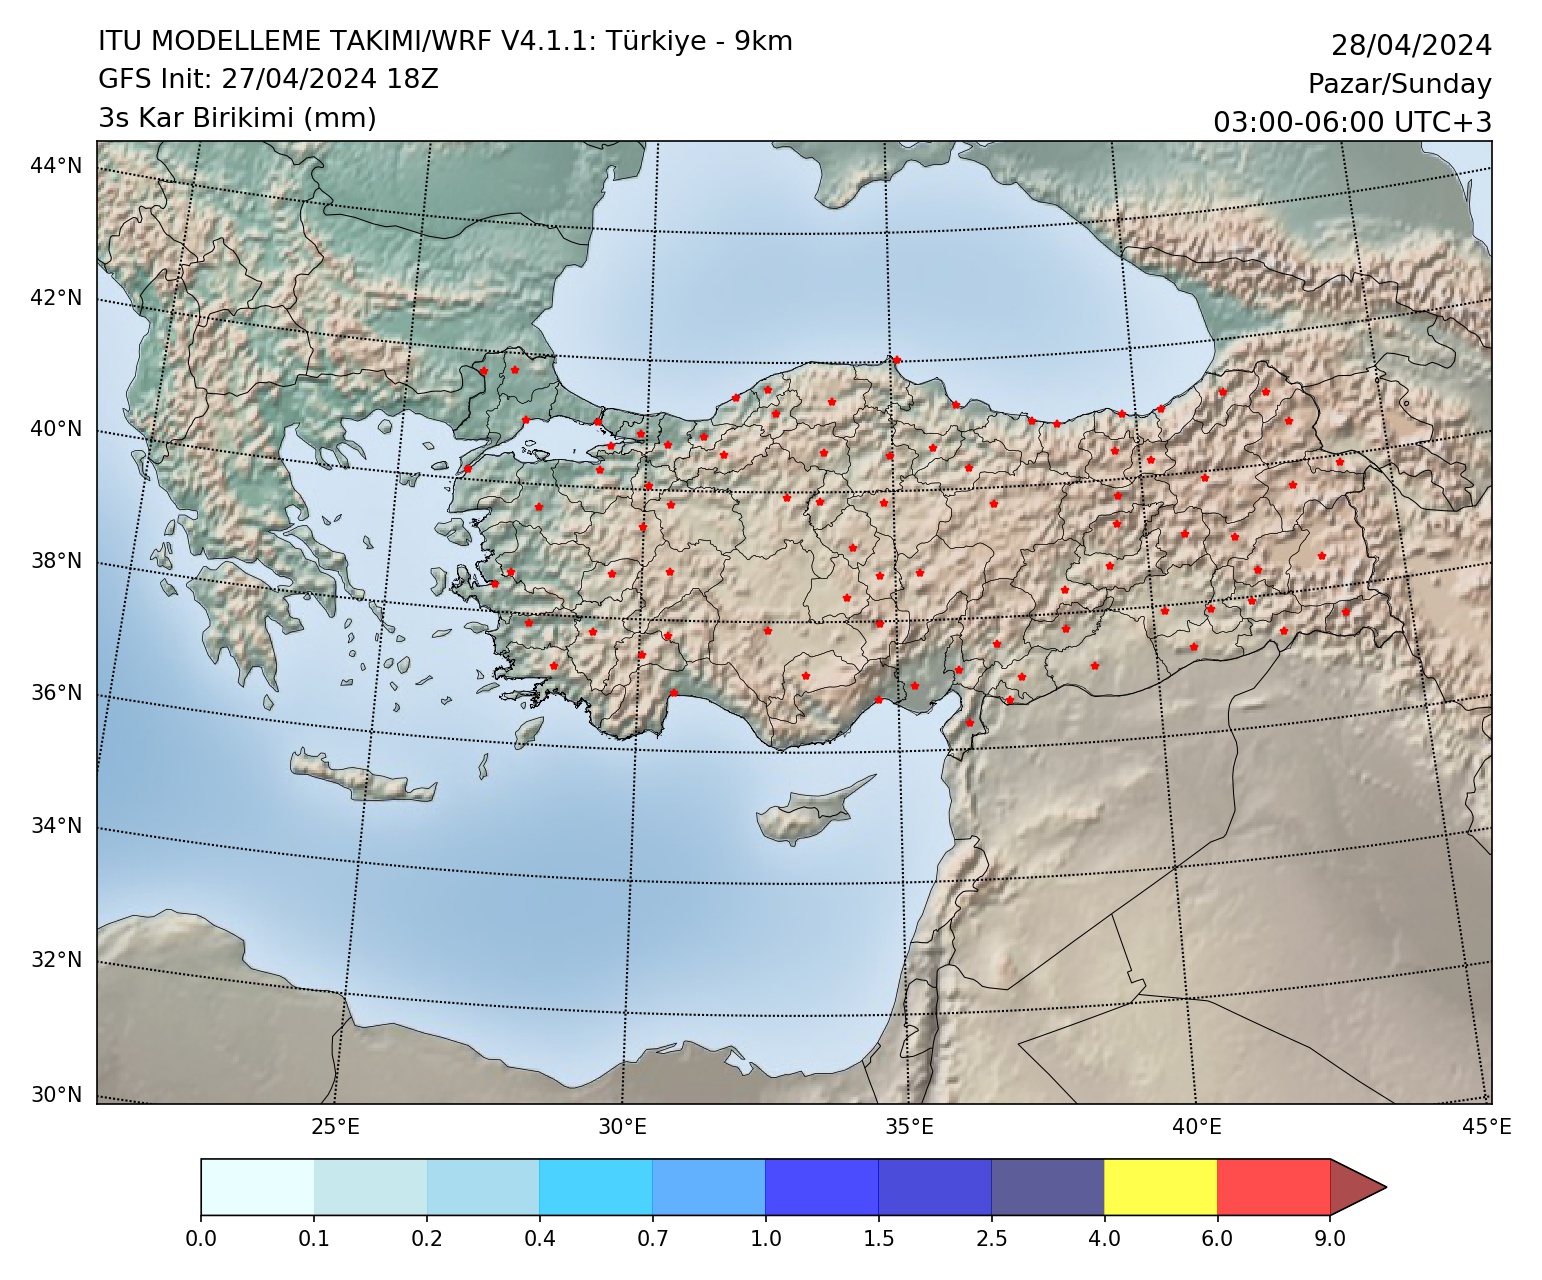 ITU MODELLEME TAKIMI/WRF V4.1.1: Türkiye - 9km
GFS Init: 27/04/2024 18Z
3s Kar Birikimi (mm)
28/04/2024
Pazar/Sunday
03:00-06:00 UTC+3
44°N
42°N
40°N
38°N
36°N
34°N
32°N
30°N
25°E 30°E 35°E 40°E 45°E
0.0 0.1 0.2 0.4 0.7 1.0 1.5 2.5 4.0 6.0 9.0